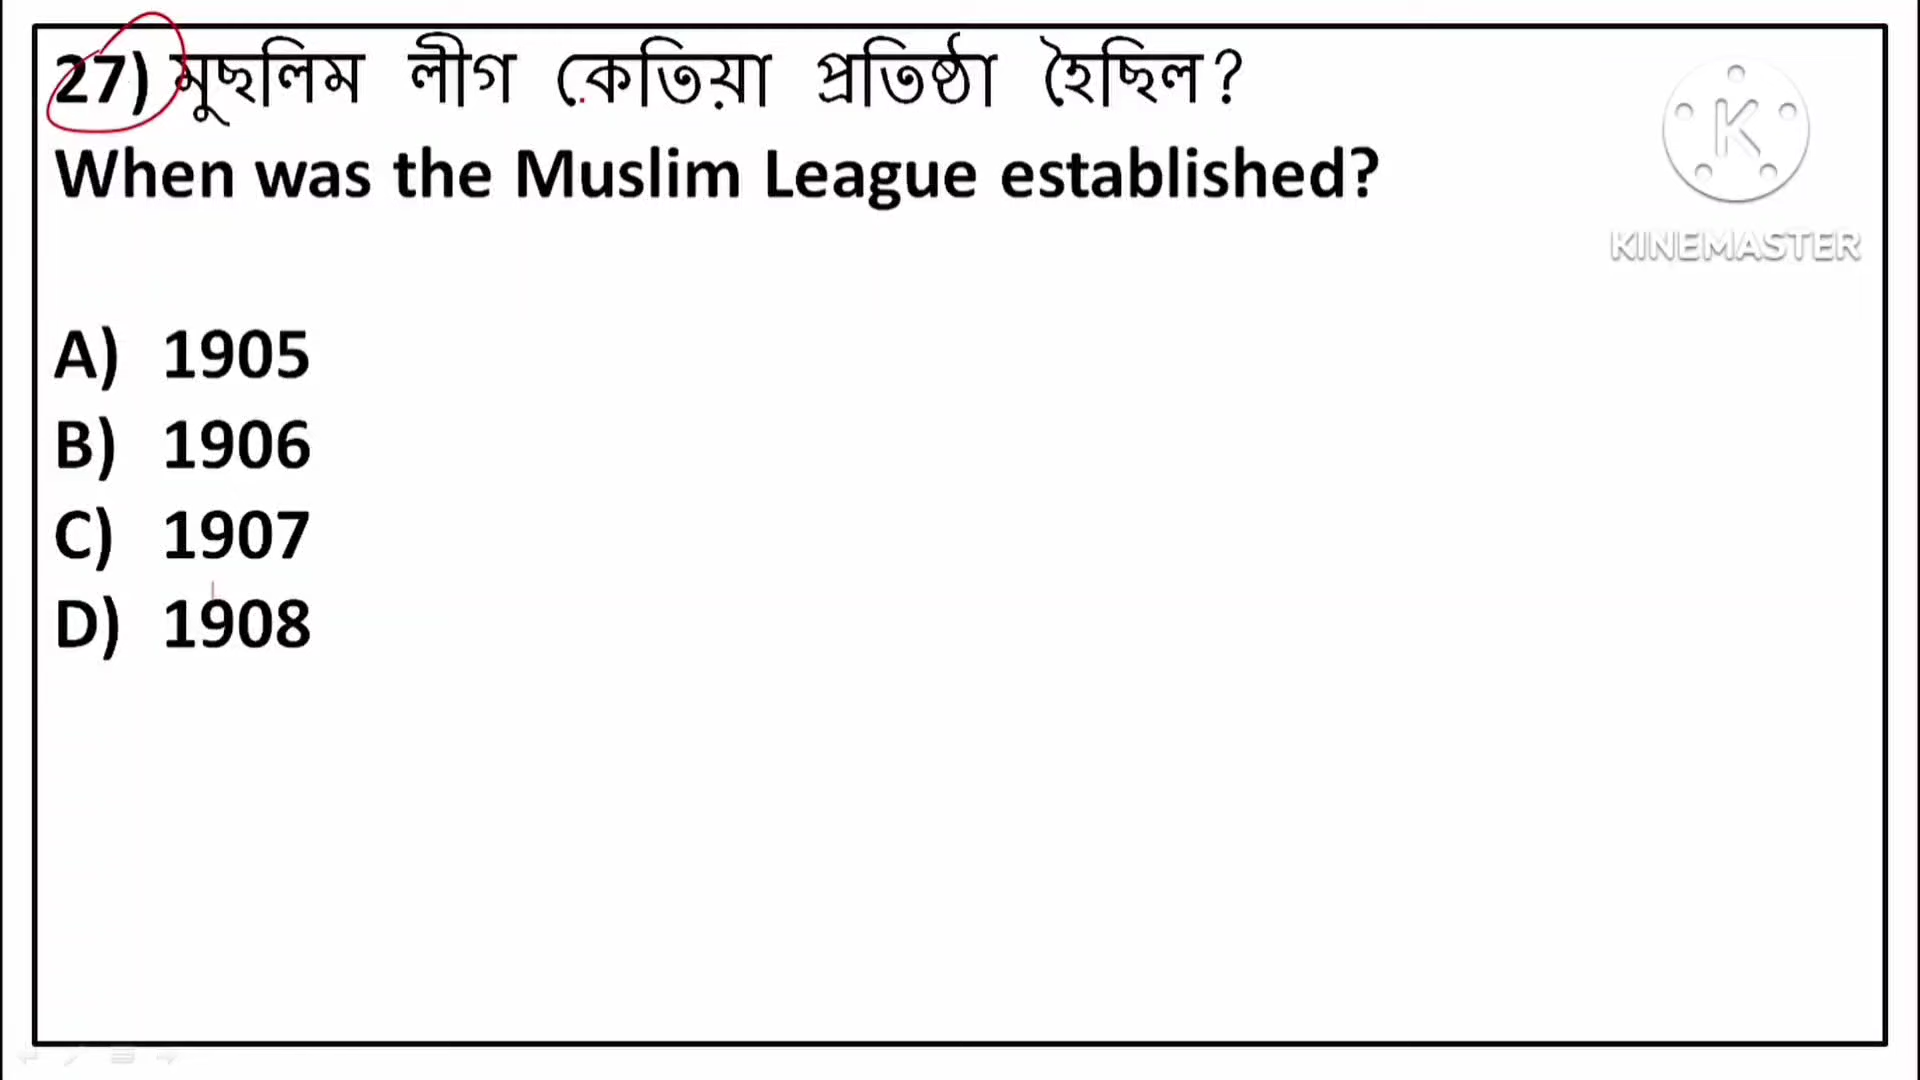 27) মুছলিম লীগ কেতিয়া প্ৰতিষ্ঠা হৈছিল?
When was the Muslim League established?
KINEMASTER
A) 1905
B) 1906
C) 1907
D) 1908